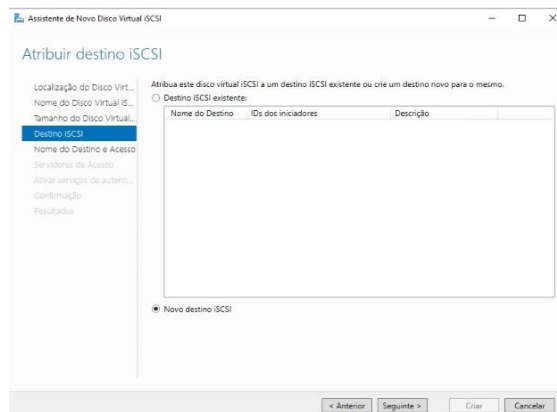 Assistente de Novo Disco Virtual iSCSI
Atribuir destino iSCSI
Localização do Disco Virt...
Nome do Disco Virtual iS...
Tamanho do Disco Virtual...
Destino iSCSI
Nome do Destino e Acesso
Servidores de Acesso
Ativar serviços de autenti...
Confirmação
Resultados
Atribua este disco virtual iSCSI a um destino iSCSI existente ou crie um destino novo para o mesmo.
Destino iSCSI existente:
Nome do Destino IDs dos iniciadores Descrição
Novo destino iSCSI
< Anterior Seguinte > Criar Cancelar